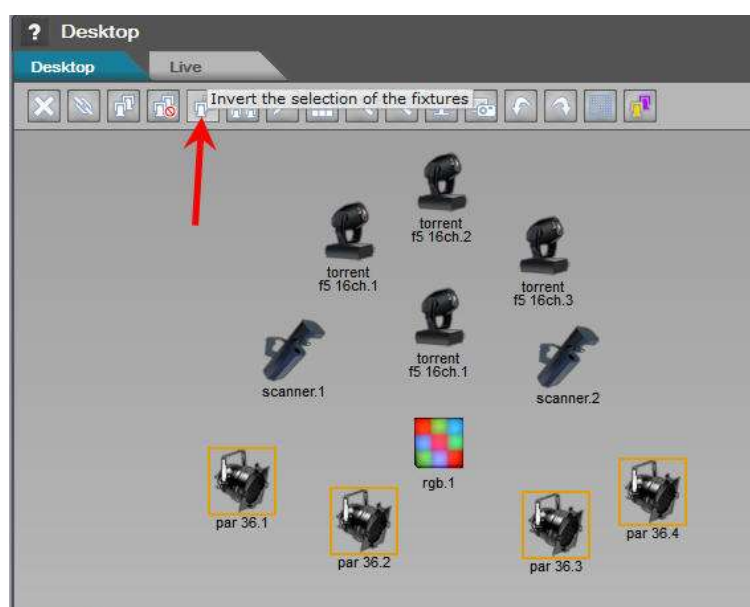 ? Desktop
Desktop Live
Invert the selection of the fixtures
torrent
f5 16ch.2
torrent
f5 16ch.1
torrent
f5 16ch.3
torrent
f5 16ch.1
scanner.1
scanner.2
rgb.1
par 36.1
par 36.2
par 36.3
par 36.4